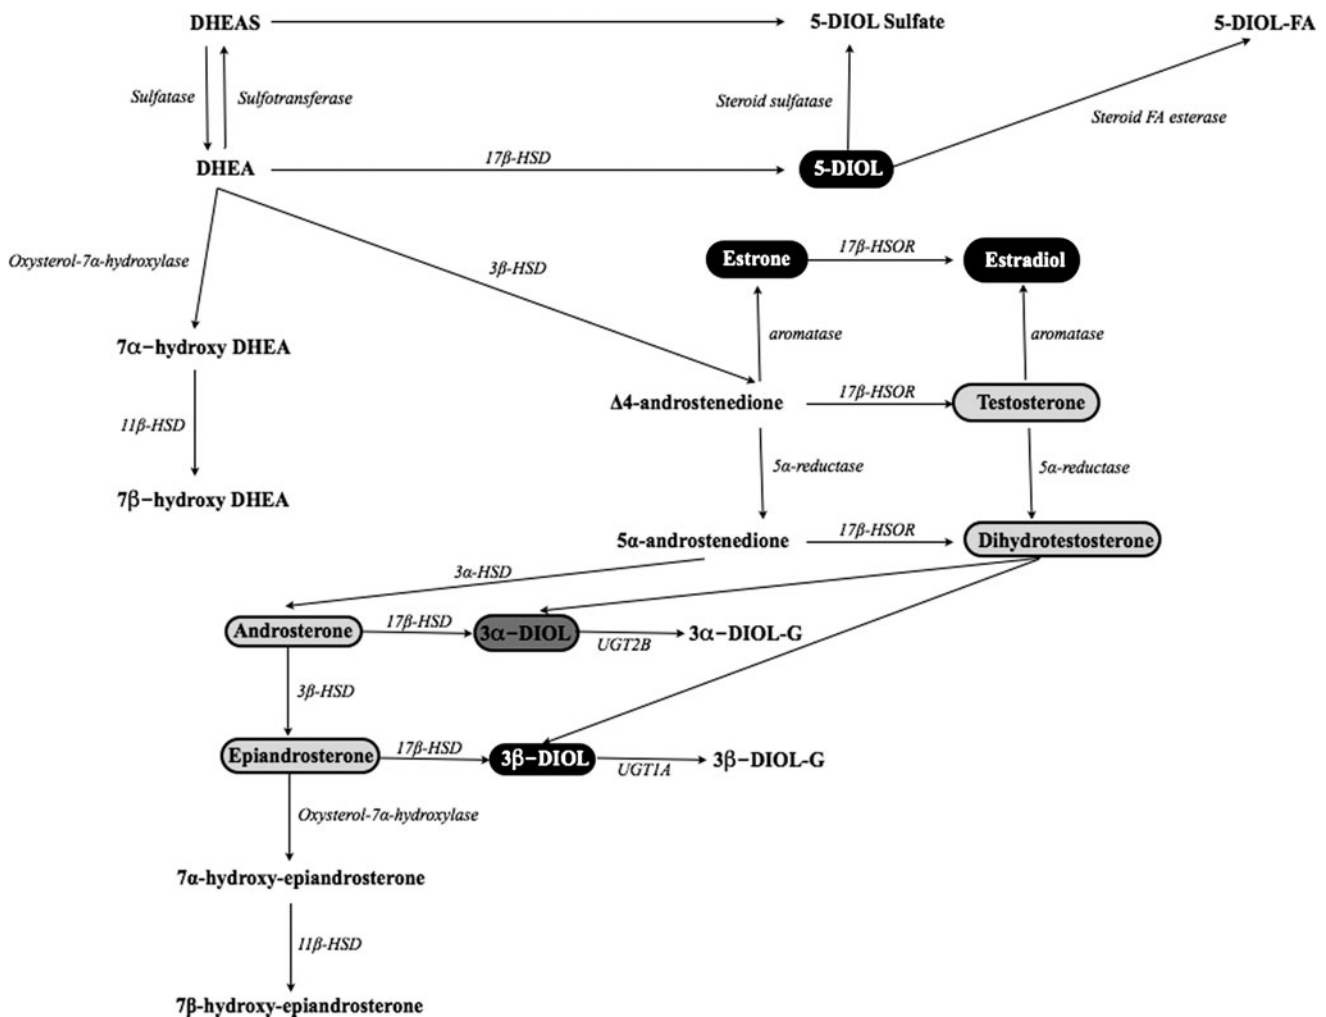 DHEAS
5-DIOL Sulfate
5-DIOL-FA
Sulfatase
Sulfotransferase
Steroid sulfatase
Steroid FA esterase
DHEA
17β-HSD
5-DIOL
Oxysterol-7α-hydroxylase
3β-HSD
Estrone
17β-HSOR
Estradiol
aromatase
aromatase
7α-hydroxy DHEA
Δ4-androstenedione
17β-HSOR
Testosterone
11β-HSD
5α-reductase
5α-reductase
7β-hydroxy DHEA
5α-androstenedione
17β-HSOR
Dihydrotestosterone
3α-HSD
Androsterone
17β-HSD
3α-DIOL
UGT2B
3α-DIOL-G
3β-HSD
Epiandrosterone
17β-HSD
3β-DIOL
UGT1A
3β-DIOL-G
Oxysterol-7α-hydroxylase
7α-hydroxy-epiandrosterone
11β-HSD
7β-hydroxy-epiandrosterone